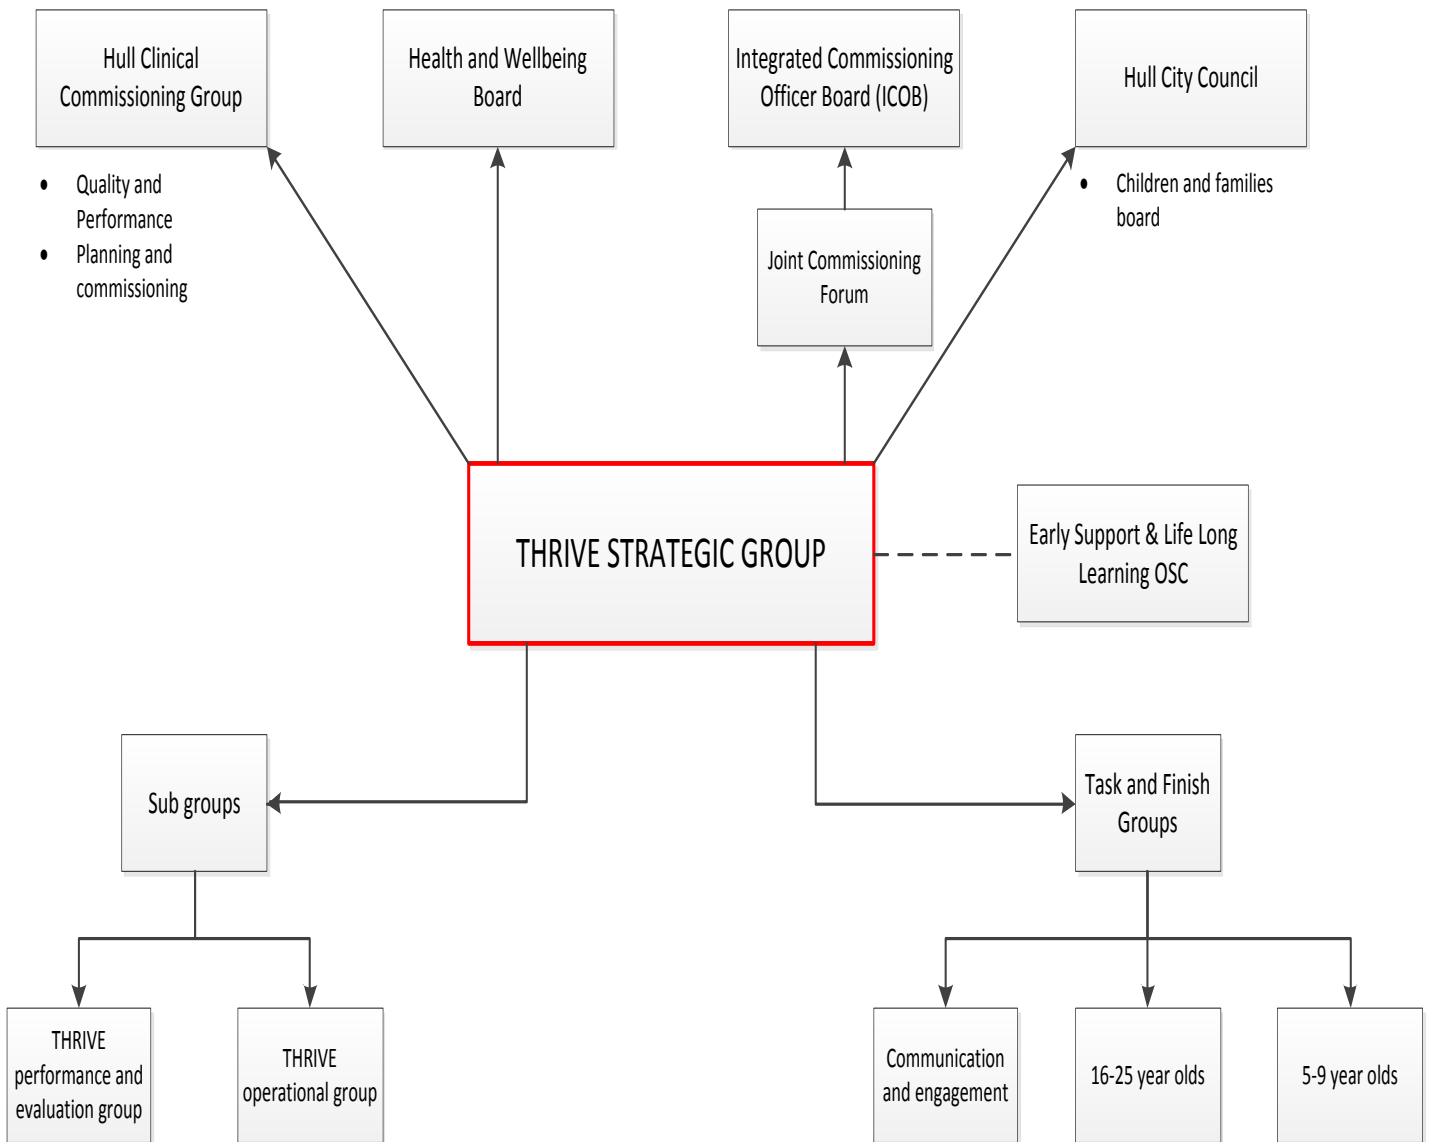 Hull Clinical
Commissioning Group
Health and Wellbeing
Board
Integrated Commissioning
Officer Board (ICOB)
Hull City Council
• Quality and
Performance
• Planning and
commissioning
• Children and families
board
Joint Commissioning
Forum
THRIVE STRATEGIC GROUP
Early Support & Life Long
Learning OSC
Sub groups
Task and Finish
Groups
THRIVE
performance and
evaluation group
THRIVE
operational group
Communication
and engagement
16-25 year olds
5-9 year olds